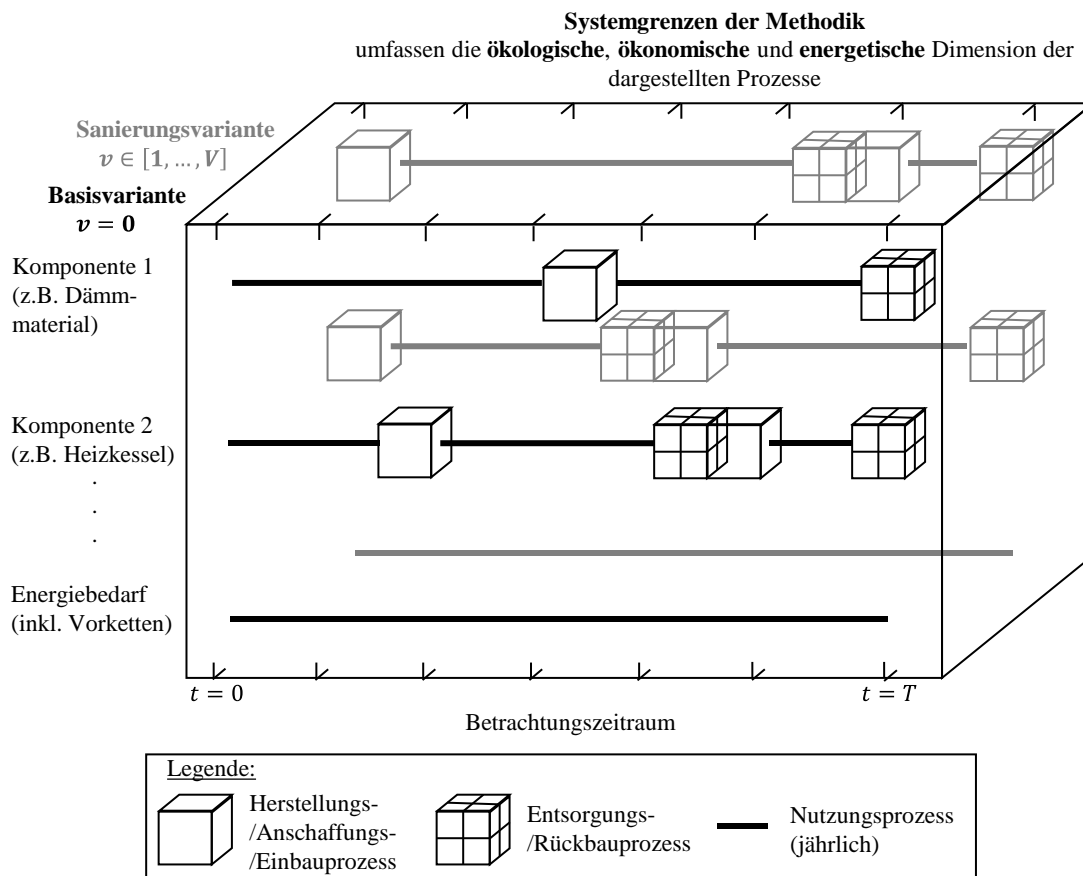 Systemgrenzen der Methodik
umfassen die ökologische, ökonomische und energetische Dimension der
dargestellten Prozesse
Sanierungsvariante
v ∈ [1, … , V]
Basisvariante
v = 0
Komponente 1
(z.B. Dämm-
material)
Komponente 2
(z.B. Heizkessel)
.
.
.
Energiebedarf
(inkl. Vorketten)
t = 0
t = T
Betrachtungszeitraum
Legende:
Herstellungs-
/Anschaffungs-
/Einbauprozess
Entsorgungs-
/Rückbauprozess
Nutzungsprozess
(jährlich)